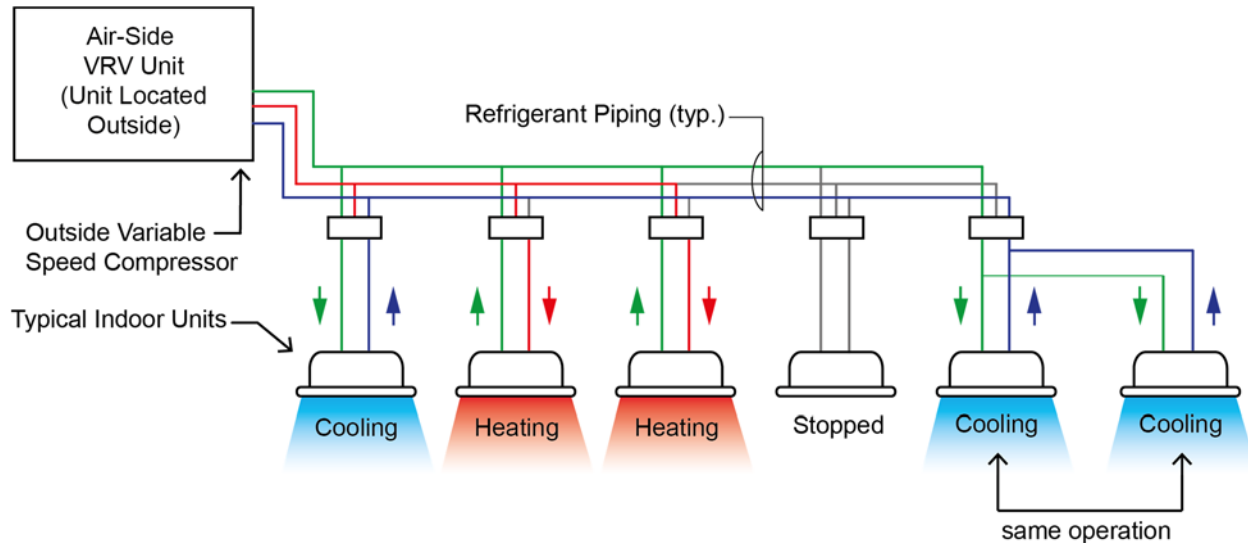 Air-Side
VRV Unit
(Unit Located
Outside)
Refrigerant Piping (typ.)
Outside Variable
Speed Compressor
Typical Indoor Units
Cooling
Heating
Heating
Stopped
Cooling
Cooling
same operation